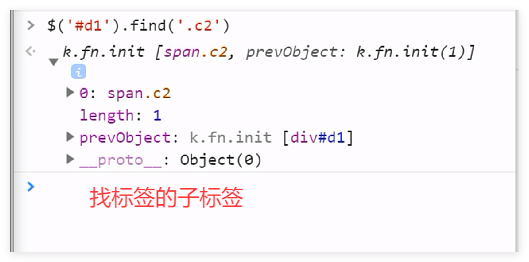 > $('#d1').find('.c2')
k.fn.init [span.c2, prevObject: k.fn.init(1)]
i
0: span.c2
length: 1
prevObject: k.fn.init [div#d1]
__proto__: Object(0)
>
找标签的子标签